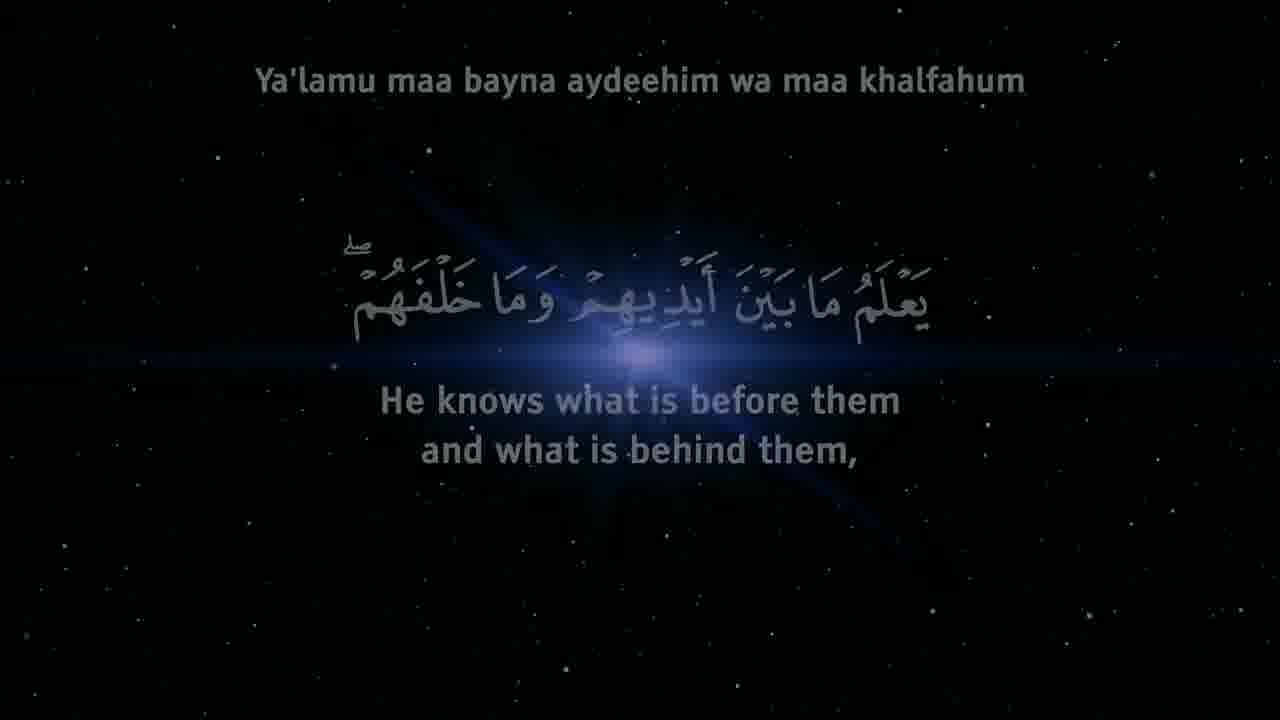 Ya'lamu maa bayna aydeehim wa maa khalfahum
يَعْلَمُ مَا بَيْنَ أَيْدِيهِمْ وَمَا خَلْفَهُمْ ۖ
He knows what is before them
and what is behind them,